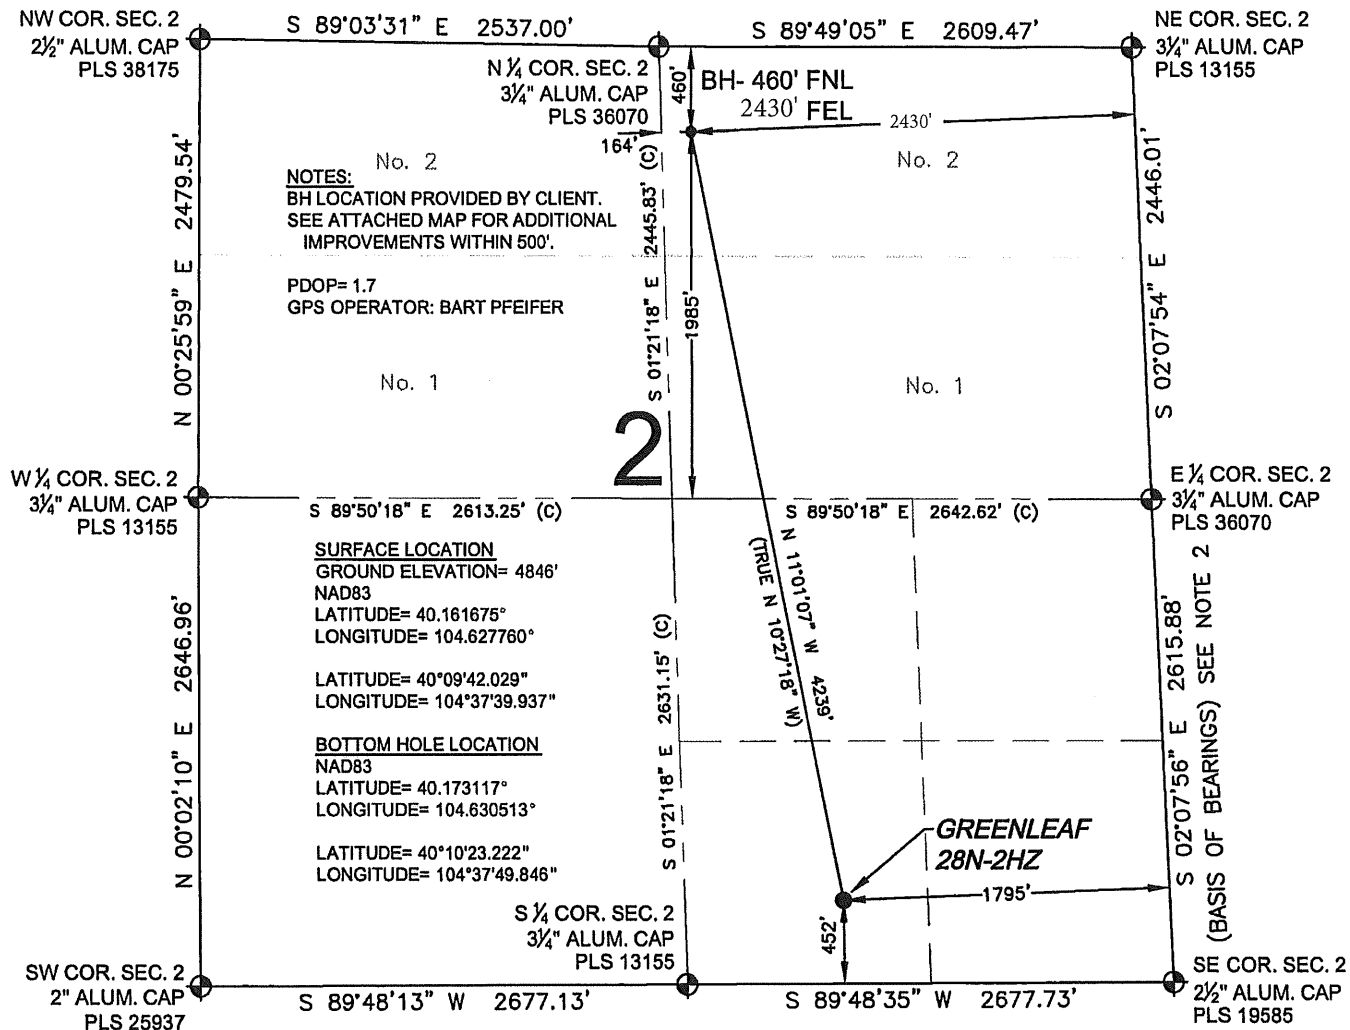 NW COR. SEC. 2
2½" ALUM. CAP
PLS 38175
S 89°03'31" E 2537.00'
S 89°49'05" E 2609.47'
NE COR. SEC. 2
3¼" ALUM. CAP
PLS 13155
N ¼ COR. SEC. 2
3¼" ALUM. CAP
PLS 36070
460'
BH- 460' FNL
2430' FEL
2430'
164'
No. 2
No. 2
NOTES:
BH LOCATION PROVIDED BY CLIENT.
SEE ATTACHED MAP FOR ADDITIONAL
IMPROVEMENTS WITHIN 500'.
PDOP= 1.7
GPS OPERATOR: BART PFEIFER
N 00°25'59" E 2479.54'
S 01°21'18" E 2445.83' (C)
1985'
S 02°07'54" E 2446.01'
No. 1
No. 1
2
W ¼ COR. SEC. 2
3¼" ALUM. CAP
PLS 13155
S 89°50'18" E 2613.25' (C)
S 89°50'18" E 2642.62' (C)
E ¼ COR. SEC. 2
3¼" ALUM. CAP
PLS 36070
SURFACE LOCATION
GROUND ELEVATION= 4846'
NAD83
LATITUDE= 40.161675°
LONGITUDE= 104.627760°
LATITUDE= 40°09'42.029"
LONGITUDE= 104°37'39.937"
BOTTOM HOLE LOCATION
NAD83
LATITUDE= 40.173117°
LONGITUDE= 104.630513°
LATITUDE= 40°10'23.222"
LONGITUDE= 104°37'49.846"
N 00°02'10" E 2646.96'
S 01°21'18" E 2631.15' (C)
N 11°01'07" W 4239'
(TRUE N 10°27'18" W)
S 02°07'56" E 2615.88'
(BASIS OF BEARINGS) SEE NOTE 2
GREENLEAF
28N-2HZ
1795'
452'
S ¼ COR. SEC. 2
3¼" ALUM. CAP
PLS 13155
SW COR. SEC. 2
2" ALUM. CAP
PLS 25937
S 89°48'13" W 2677.13'
S 89°48'35" W 2677.73'
SE COR. SEC. 2
2½" ALUM. CAP
PLS 19585